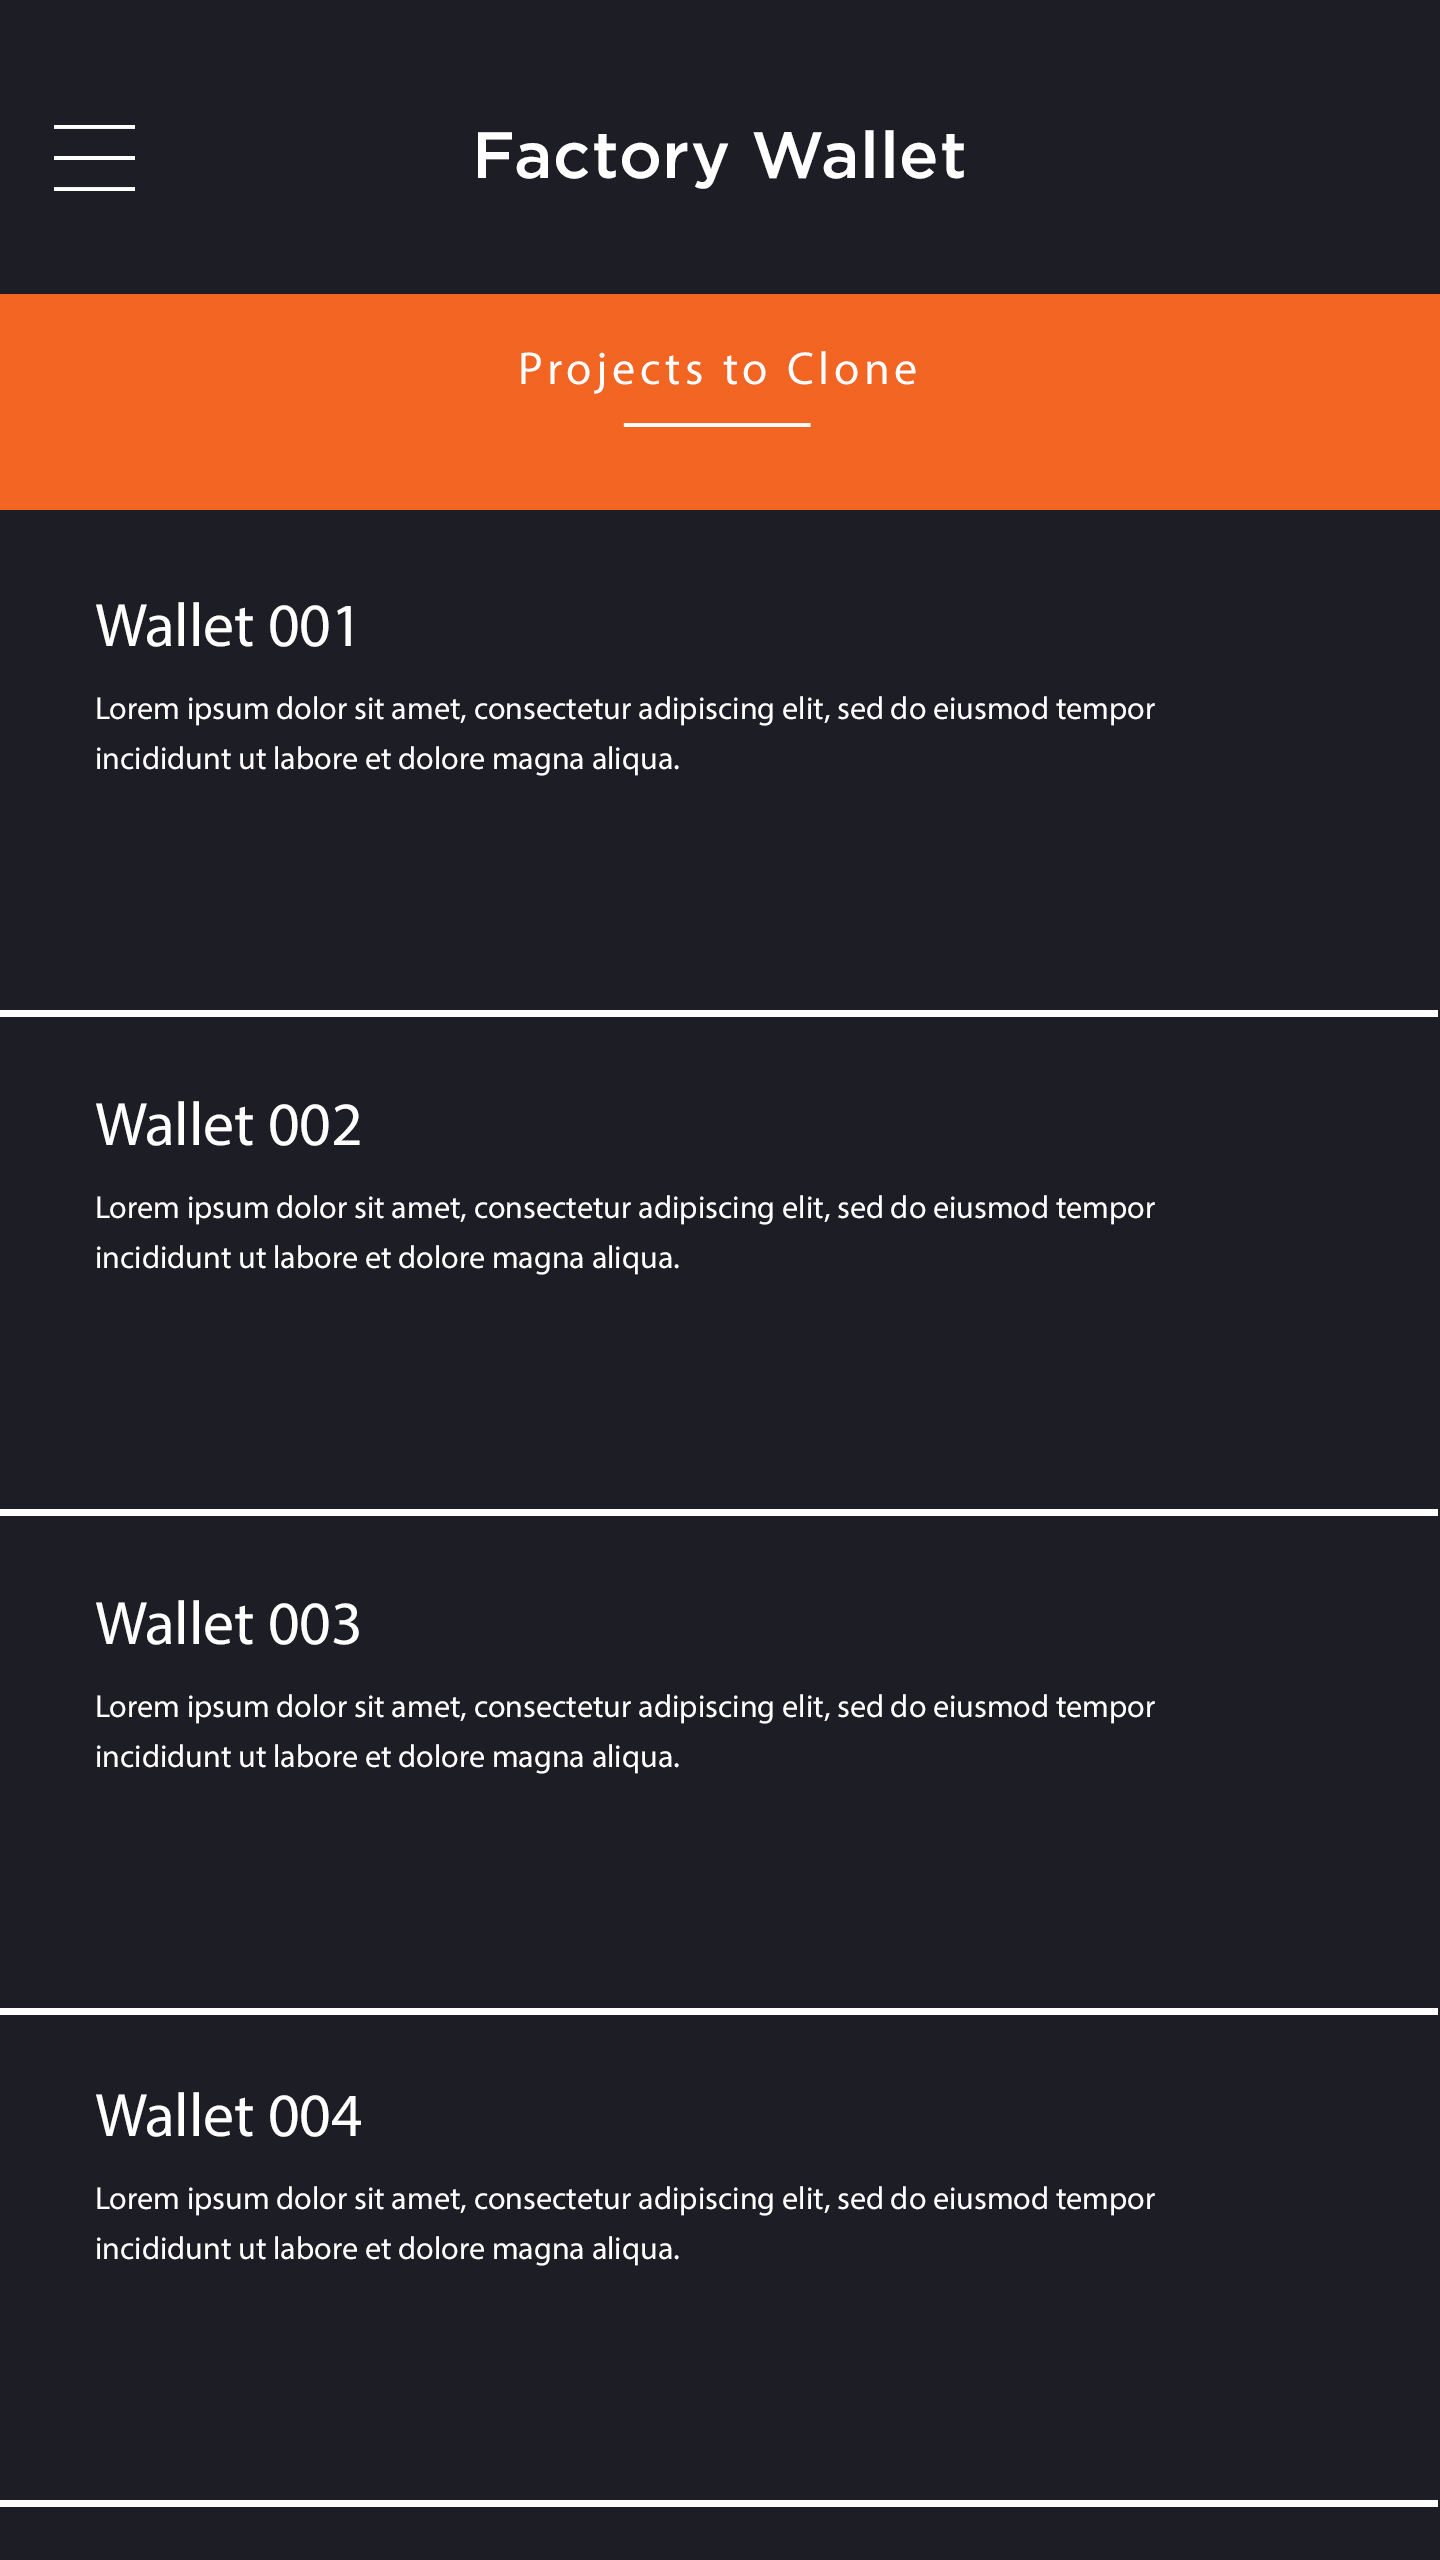 Factory Wallet
Projects to Clone
Wallet 001
Lorem ipsum dolor sit amet, consectetur adipiscing elit, sed do eiusmod tempor
incididunt ut labore et dolore magna aliqua.
Wallet 002
Lorem ipsum dolor sit amet, consectetur adipiscing elit, sed do eiusmod tempor
incididunt ut labore et dolore magna aliqua.
Wallet 003
Lorem ipsum dolor sit amet, consectetur adipiscing elit, sed do eiusmod tempor
incididunt ut labore et dolore magna aliqua.
Wallet 004
Lorem ipsum dolor sit amet, consectetur adipiscing elit, sed do eiusmod tempor
incididunt ut labore et dolore magna aliqua.